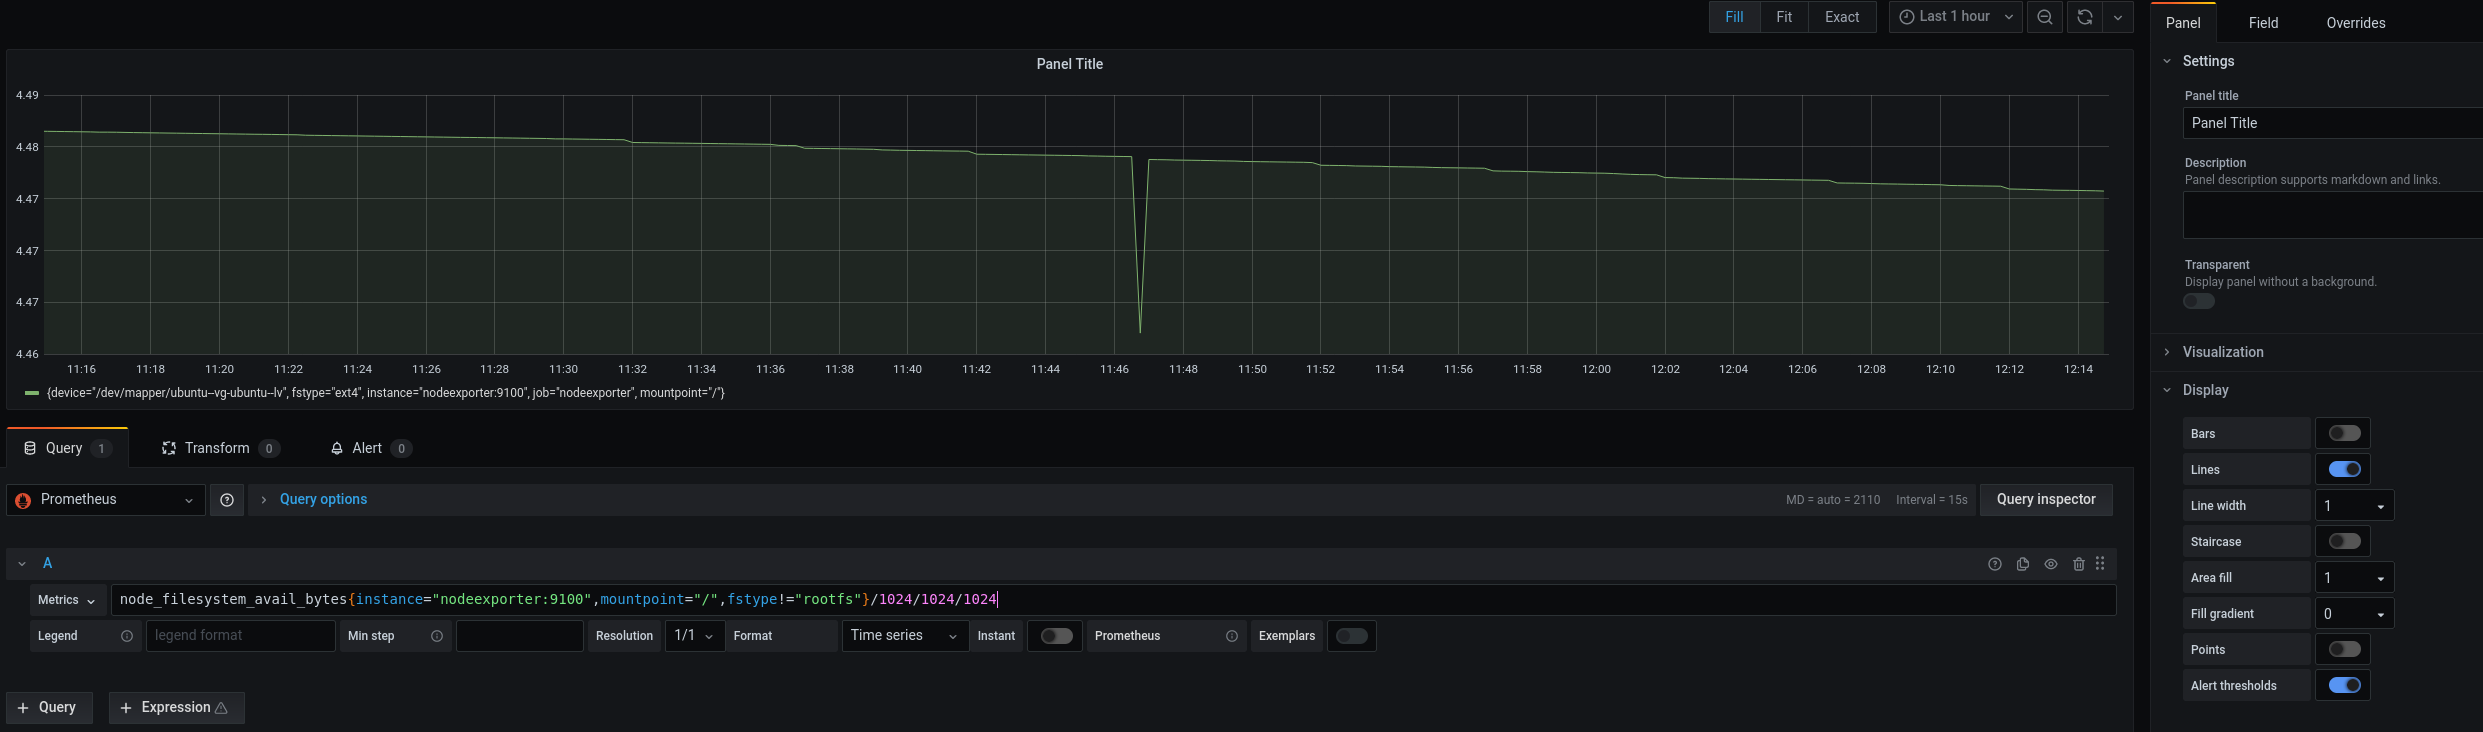 Fill Fit Exact Last 1 hour
Panel Field Overrides
Panel Title
4.49
4.48
4.47
4.47
4.47
4.46
11:16 11:18 11:20 11:22 11:24 11:26 11:28 11:30 11:32 11:34 11:36 11:38 11:40 11:42 11:44 11:46 11:48 11:50 11:52 11:54 11:56 11:58 12:00 12:02 12:04 12:06 12:08 12:10 12:12 12:14
{device="/dev/mapper/ubuntu--vg-ubuntu--lv", fstype="ext4", instance="nodeexporter:9100", job="nodeexporter", mountpoint="/"}
Query 1 Transform 0 Alert 0
Prometheus Query options MD = auto = 2110 Interval = 15s Query inspector
A
Metrics node_filesystem_avail_bytes{instance="nodeexporter:9100",mountpoint="/",fstype!="rootfs"}/1024/1024/1024
Legend legend format Min step Resolution 1/1 Format Time series Instant Prometheus Exemplars
+ Query + Expression
Settings
Panel title
Panel Title
Description
Panel description supports markdown and links.
Transparent
Display panel without a background.
Visualization
Display
Bars
Lines
Line width 1
Staircase
Area fill 1
Fill gradient 0
Points
Alert thresholds